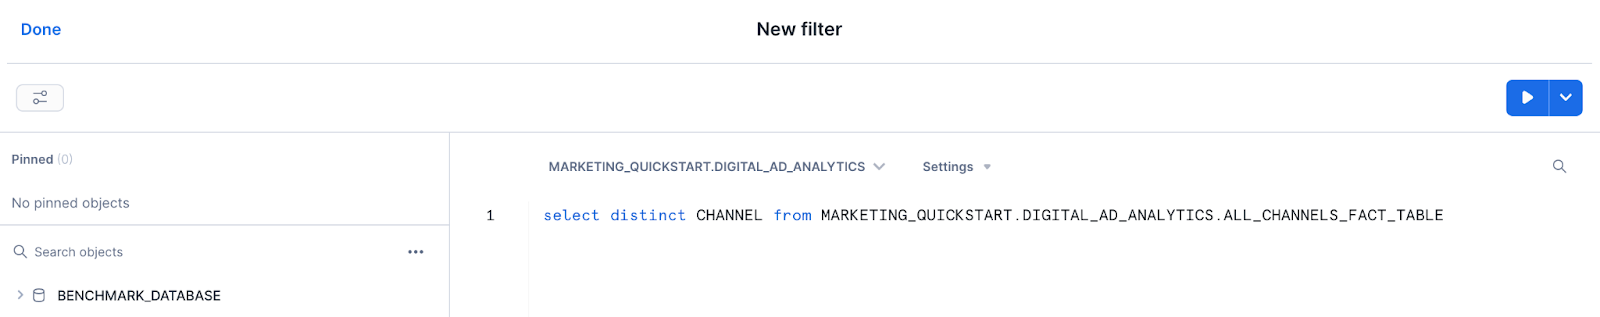 Done
New filter
Pinned (0)
No pinned objects
Search objects
BENCHMARK_DATABASE
MARKETING_QUICKSTART.DIGITAL_AD_ANALYTICS
Settings
1
select distinct CHANNEL from MARKETING_QUICKSTART.DIGITAL_AD_ANALYTICS.ALL_CHANNELS_FACT_TABLE